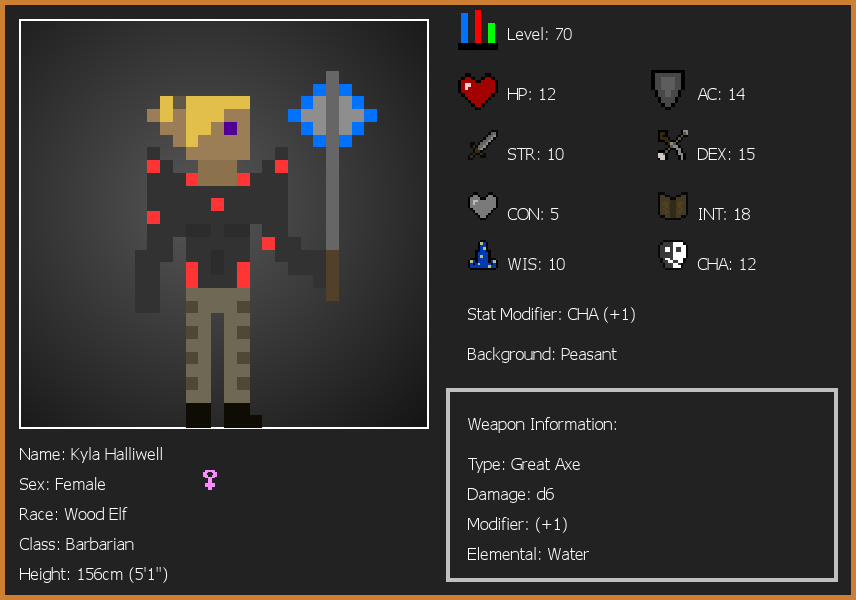 Level: 70
HP: 12
AC: 14
STR: 10
DEX: 15
CON: 5
INT: 18
WIS: 10
CHA: 12
Stat Modifier: CHA (+1)
Background: Peasant
Weapon Information:
Type: Great Axe
Damage: d6
Modifier: (+1)
Elemental: Water
Name: Kyla Halliwell
Sex: Female
Race: Wood Elf
Class: Barbarian
Height: 156cm (5'1")